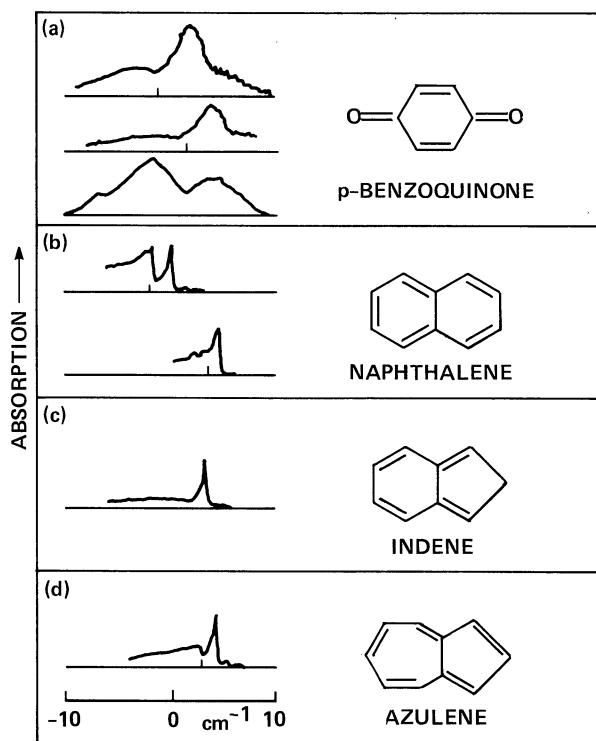 (a)
O
O
p-BENZOQUINONE
(b)
NAPHTHALENE
ABSORPTION
(c)
INDENE
(d)
AZULENE
-10 0 cm⁻¹ 10